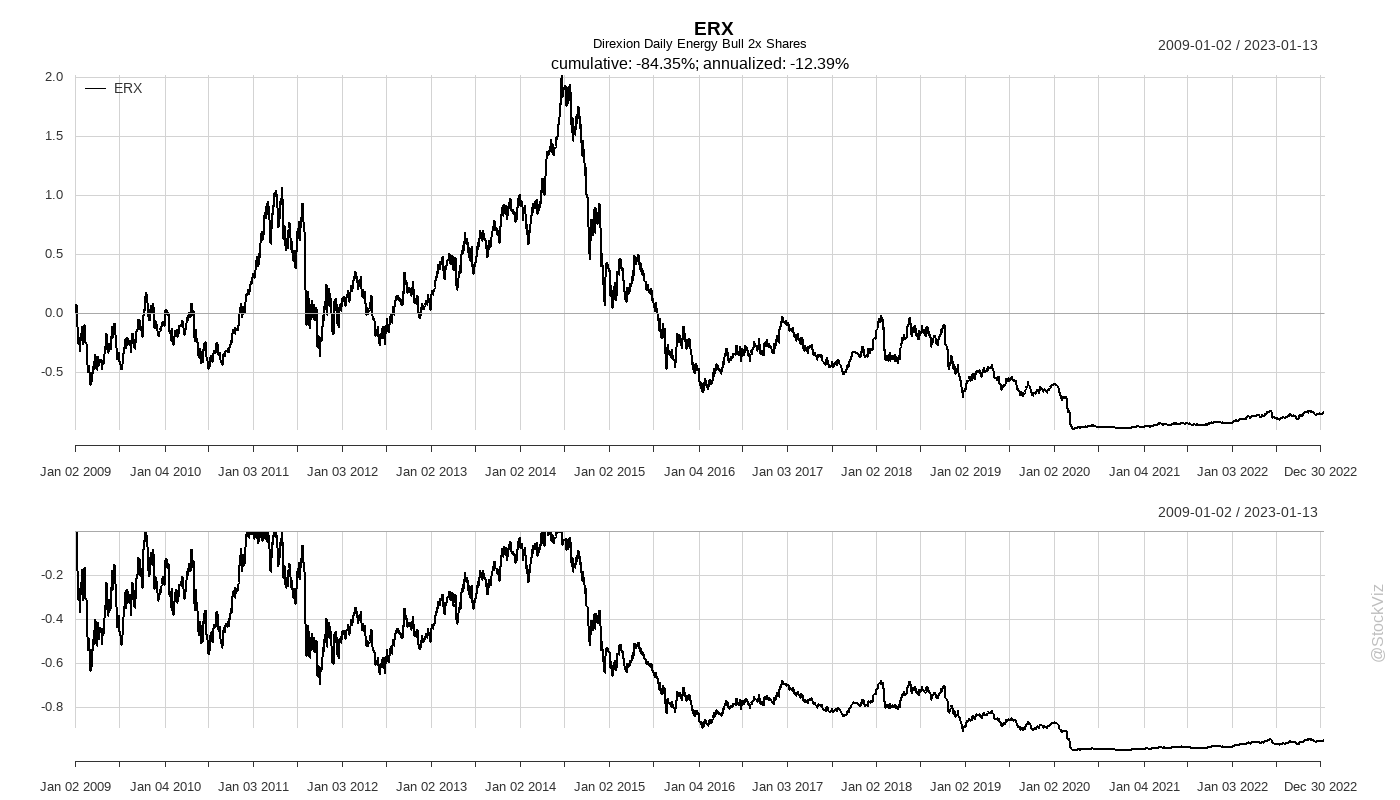 ERX
Direxion Daily Energy Bull 2x Shares
2009-01-02 / 2023-01-13
cumulative: -84.35%; annualized: -12.39%
ERX
2.0
1.5
1.0
0.5
0.0
-0.5
Jan 02 2009 Jan 04 2010 Jan 03 2011 Jan 03 2012 Jan 02 2013 Jan 02 2014 Jan 02 2015 Jan 04 2016 Jan 03 2017 Jan 02 2018 Jan 02 2019 Jan 02 2020 Jan 04 2021 Jan 03 2022 Dec 30 2022
2009-01-02 / 2023-01-13
-0.2
-0.4
-0.6
-0.8
Jan 02 2009 Jan 04 2010 Jan 03 2011 Jan 03 2012 Jan 02 2013 Jan 02 2014 Jan 02 2015 Jan 04 2016 Jan 03 2017 Jan 02 2018 Jan 02 2019 Jan 02 2020 Jan 04 2021 Jan 03 2022 Dec 30 2022
@StockViz